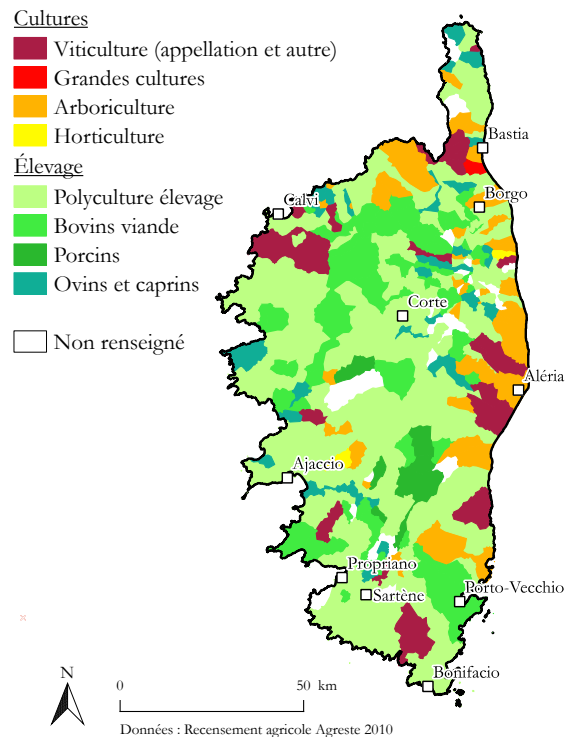 Cultures
Viticulture (appellation et autre)
Grandes cultures
Arboriculture
Horticulture
Élevage
Polyculture élevage
Bovins viande
Porcins
Ovins et caprins
Non renseigné
Bastia
Borgo
Calvi
Corte
Aléria
Ajaccio
Propriano
Sartène
Porto-Vecchio
Bonifacio
N
0 50 km
Données : Recensement agricole Agreste 2010